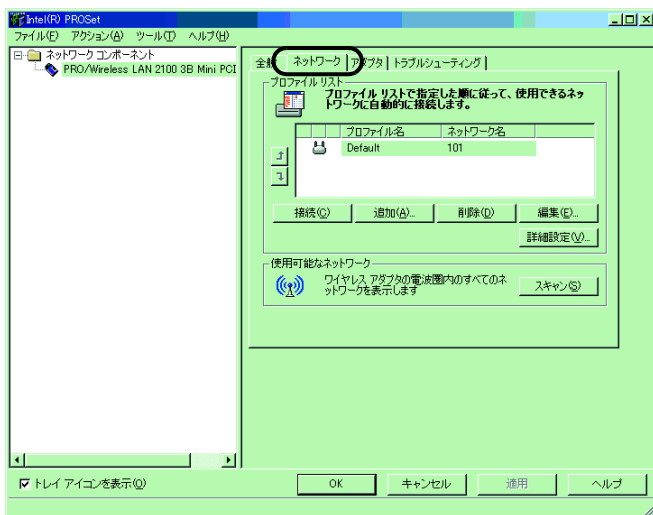 Intel(R) PROSet
ファイル(F) アクション(A) ツール(T) ヘルプ(H)
ネットワーク コンポーネント
PRO/Wireless LAN 2100 3B Mini PCI
全般 ネットワーク アダプタ トラブルシューティング
プロファイル リスト
プロファイル リストで指定した順に従って、使用できるネッ
トワークに自動的に接続します。
プロファイル名 ネットワーク名
Default 101
接続(C) 追加(A)... 削除(D) 編集(E)...
詳細設定(V)...
使用可能なネットワーク
ワイヤレス アダプタの電波圏内のすべてのネ
ットワークを表示します
スキャン(S)
トレイ アイコンを表示(O)
OK キャンセル 適用 ヘルプ